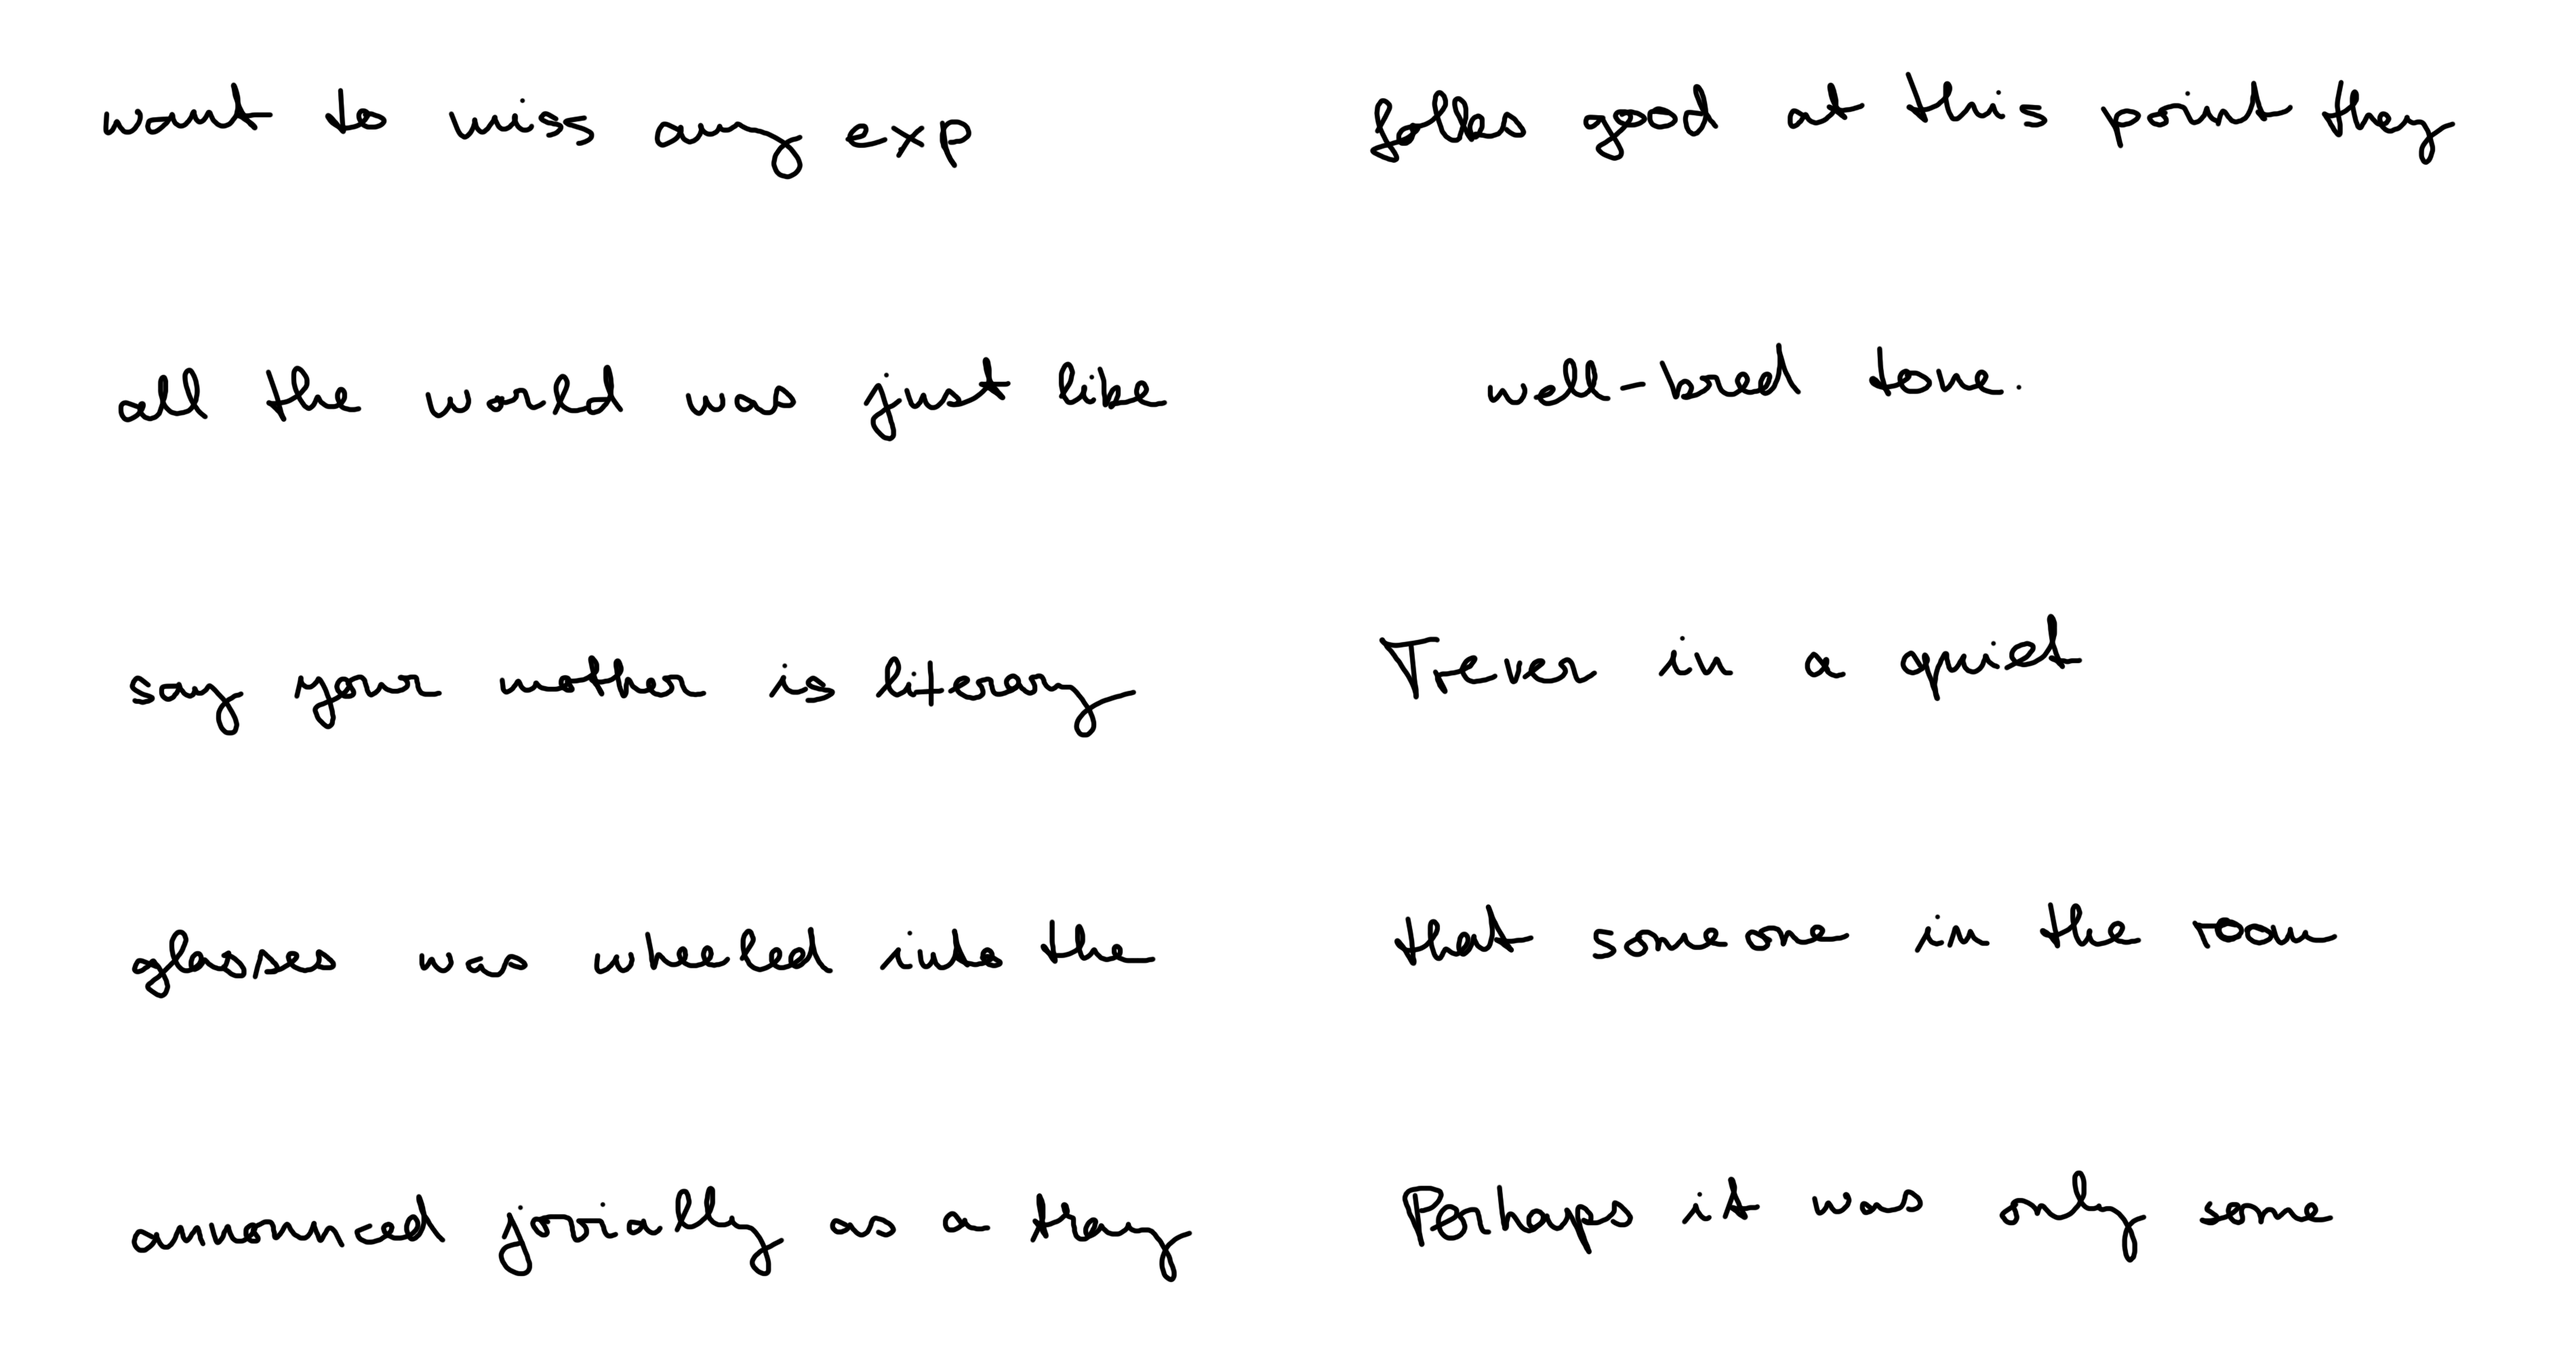 want to miss any exp
folks good at this point they
all the world was just like
well-bred tone.
say your mother is literary
Trever in a quiet
glasses was wheeled into the
that someone in the room
announced jovially as a tray
Perhaps it was only some